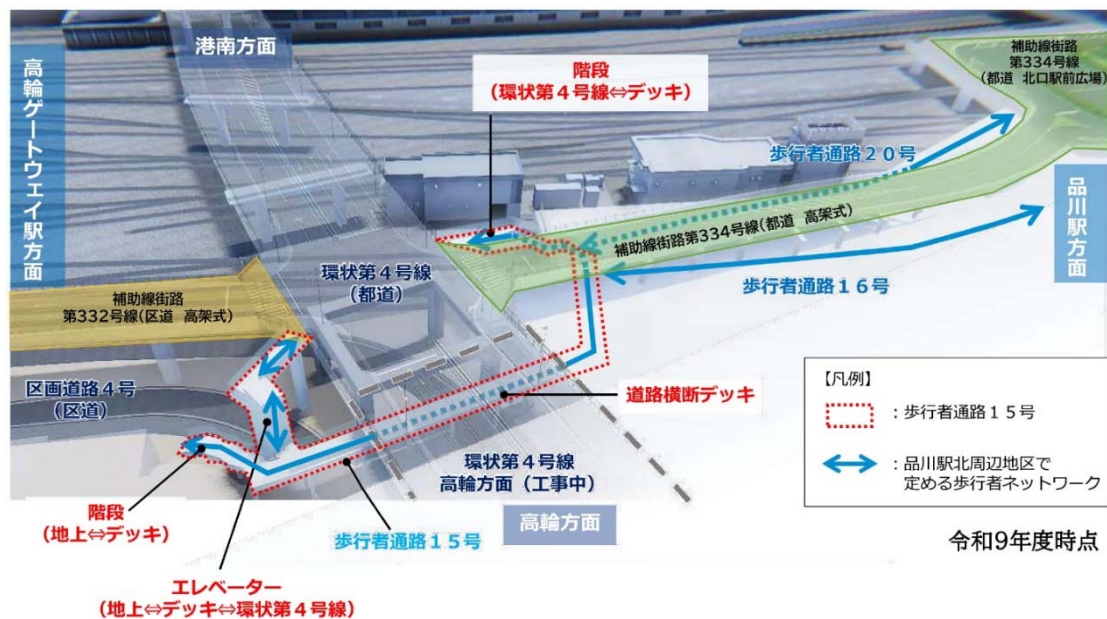 港南方面
高輪ゲートウェイ駅方面
階段
(環状第4号線⇔デッキ)
補助線街路
第334号線
(都道 北口駅前広場)
歩行者通路20号
品川駅方面
補助線街路第334号線(都道 高架式)
環状第4号線
(都道)
歩行者通路16号
補助線街路
第332号線(区道 高架式)
区画道路4号
(区道)
道路横断デッキ
【凡例】
:歩行者通路15号
:品川駅北周辺地区で
定める歩行者ネットワーク
環状第4号線
高輪方面(工事中)
階段
(地上⇔デッキ)
歩行者通路15号
高輪方面
令和9年度時点
エレベーター
(地上⇔デッキ⇔環状第4号線)